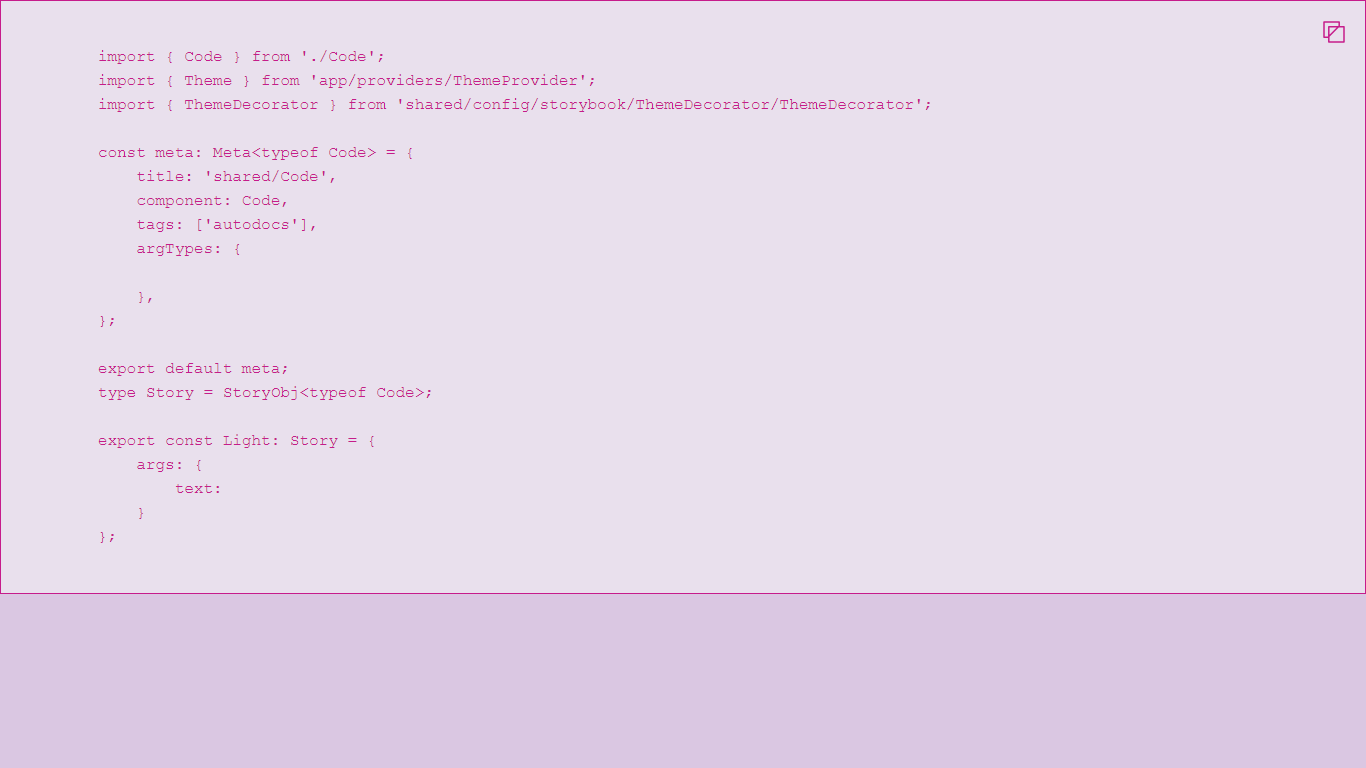 import { Code } from './Code';
import { Theme } from 'app/providers/ThemeProvider';
import { ThemeDecorator } from 'shared/config/storybook/ThemeDecorator/ThemeDecorator';

const meta: Meta<typeof Code> = {
    title: 'shared/Code',
    component: Code,
    tags: ['autodocs'],
    argTypes: {

    },
};

export default meta;
type Story = StoryObj<typeof Code>;

export const Light: Story = {
    args: {
        text:
    }
};